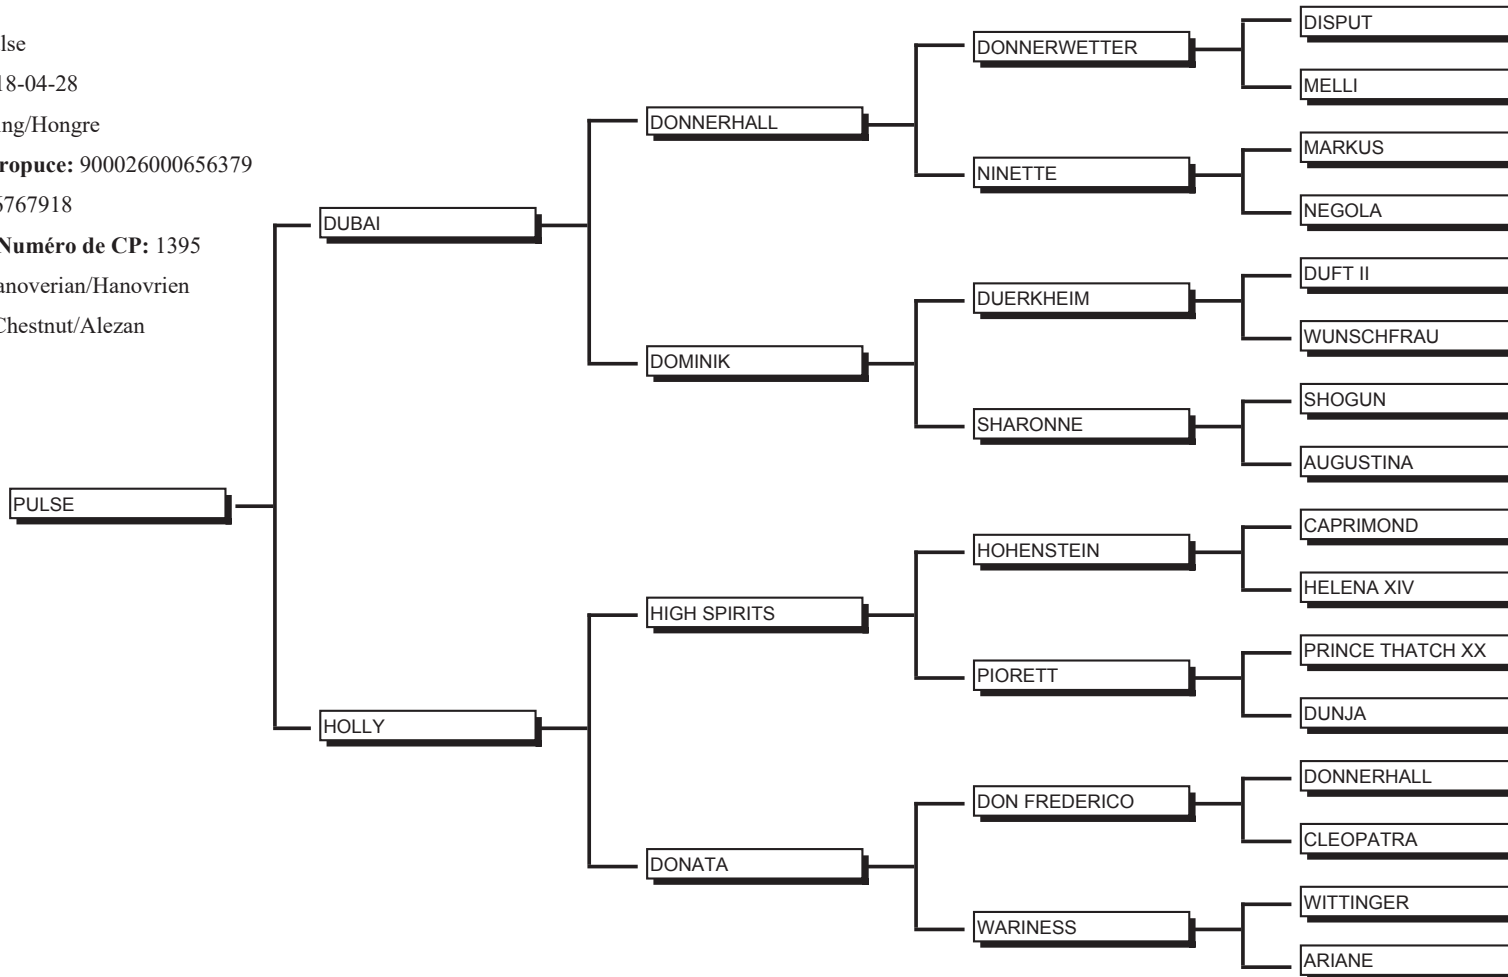 lse
18-04-28
ing/Hongre
ropuce: 900026000656379
6767918
Numéro de CP: 1395
anoverian/Hanovrien
Chestnut/Alezan
PULSE
DUBAI
HOLLY
DONNERHALL
DOMINIK
HIGH SPIRITS
DONATA
DONNERWETTER
NINETTE
DUERKHEIM
SHARONNE
HOHENSTEIN
PIORETT
DON FREDERICO
WARINESS
DISPUT
MELLI
MARKUS
NEGOLA
DUFT II
WUNSCHFRAU
SHOGUN
AUGUSTINA
CAPRIMOND
HELENA XIV
PRINCE THATCH XX
DUNJA
DONNERHALL
CLEOPATRA
WITTINGER
ARIANE